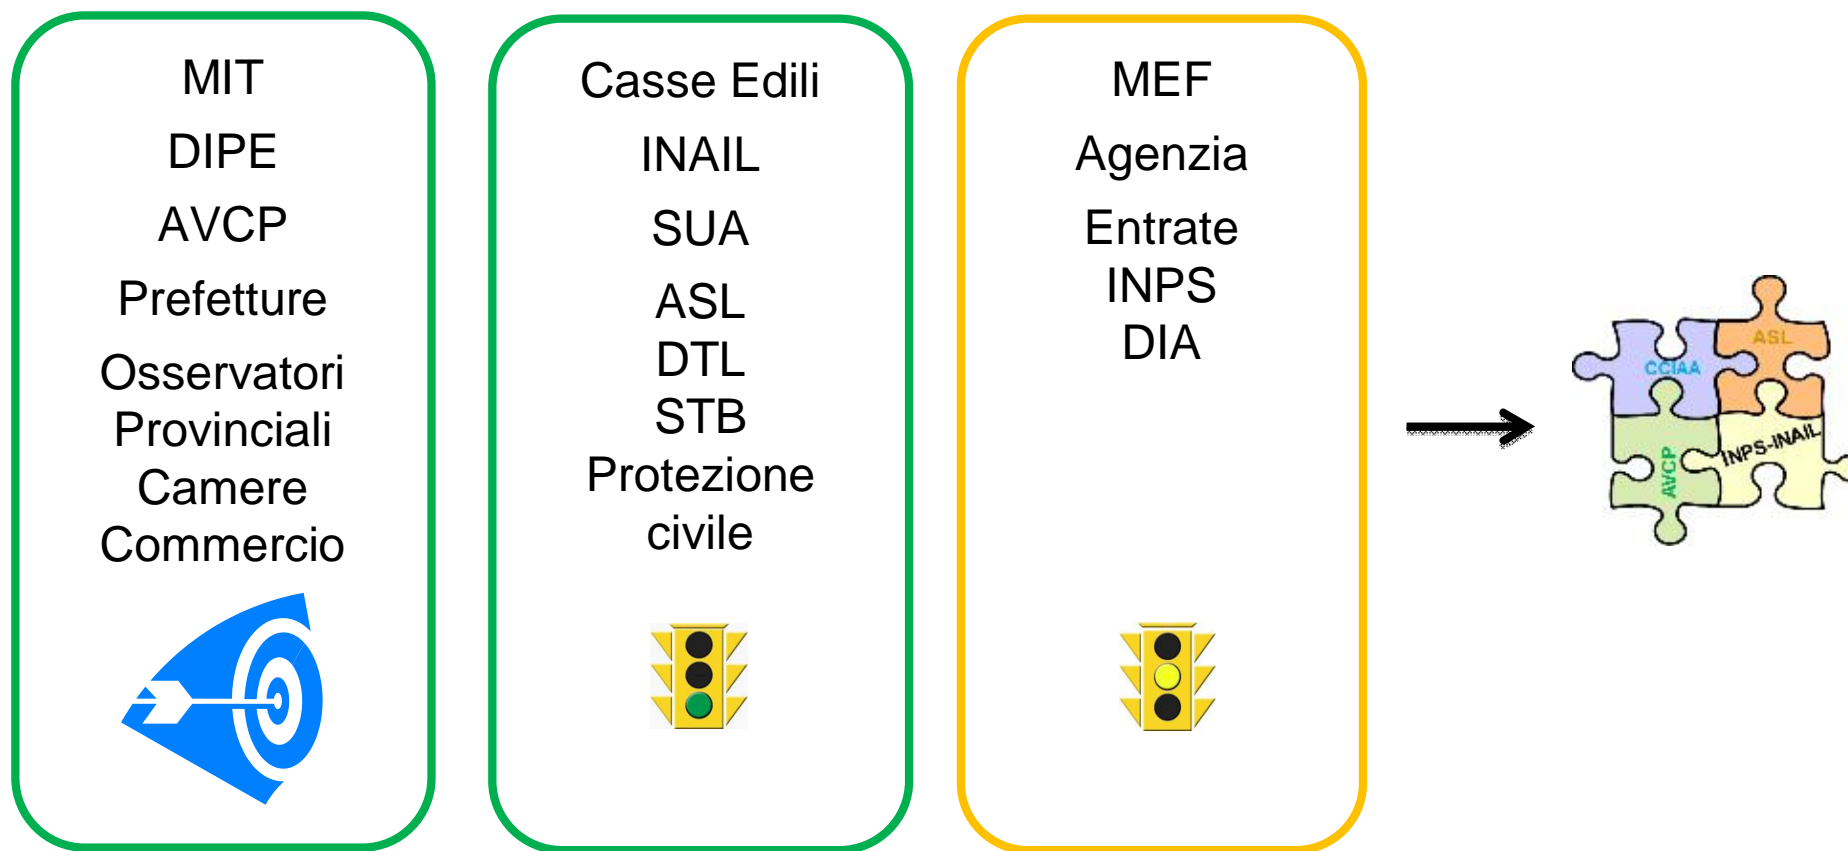 MIT
DIPE
AVCP
Prefetture
Osservatori
Provinciali
Camere
Commercio
Casse Edili
INAIL
SUA
ASL
DTL
STB
Protezione
civile
MEF
Agenzia
Entrate
INPS
DIA
CCIAA
ASL
AVCP
INPS-INAIL